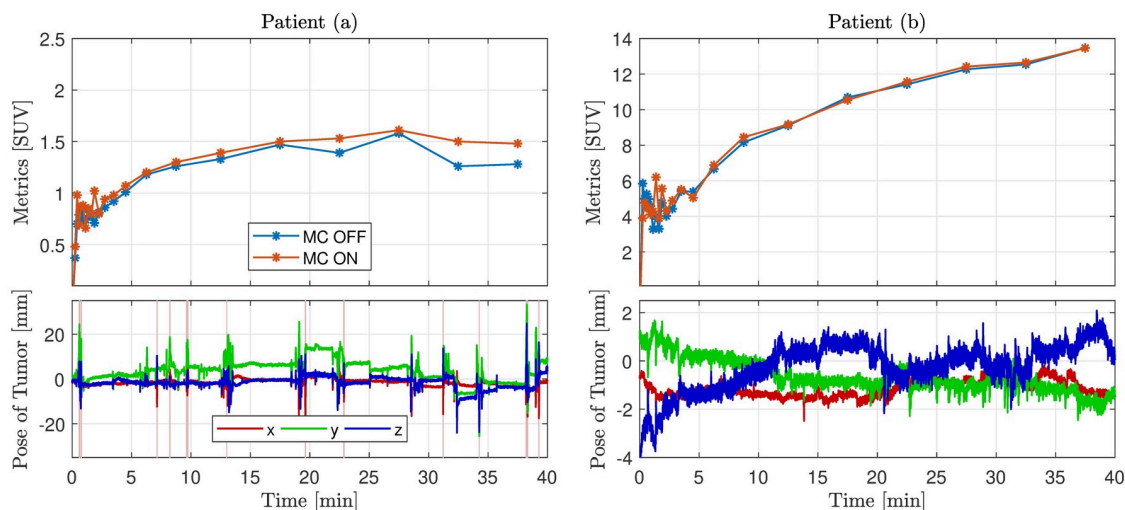 Patient (a)
Metrics [SUV]
2.5
2
1.5
1
0.5
MC OFF
MC ON
Pose of Tumor [mm]
20
0
-20
x y z
0 5 10 15 20 25 30 35 40
Time [min]
Patient (b)
Metrics [SUV]
14
12
10
8
6
4
2
Pose of Tumor [mm]
2
0
-2
-4
0 5 10 15 20 25 30 35 40
Time [min]